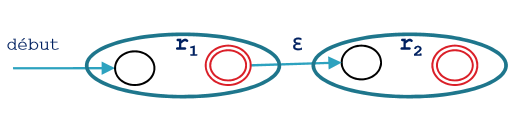 début
r₁
ε
r₂